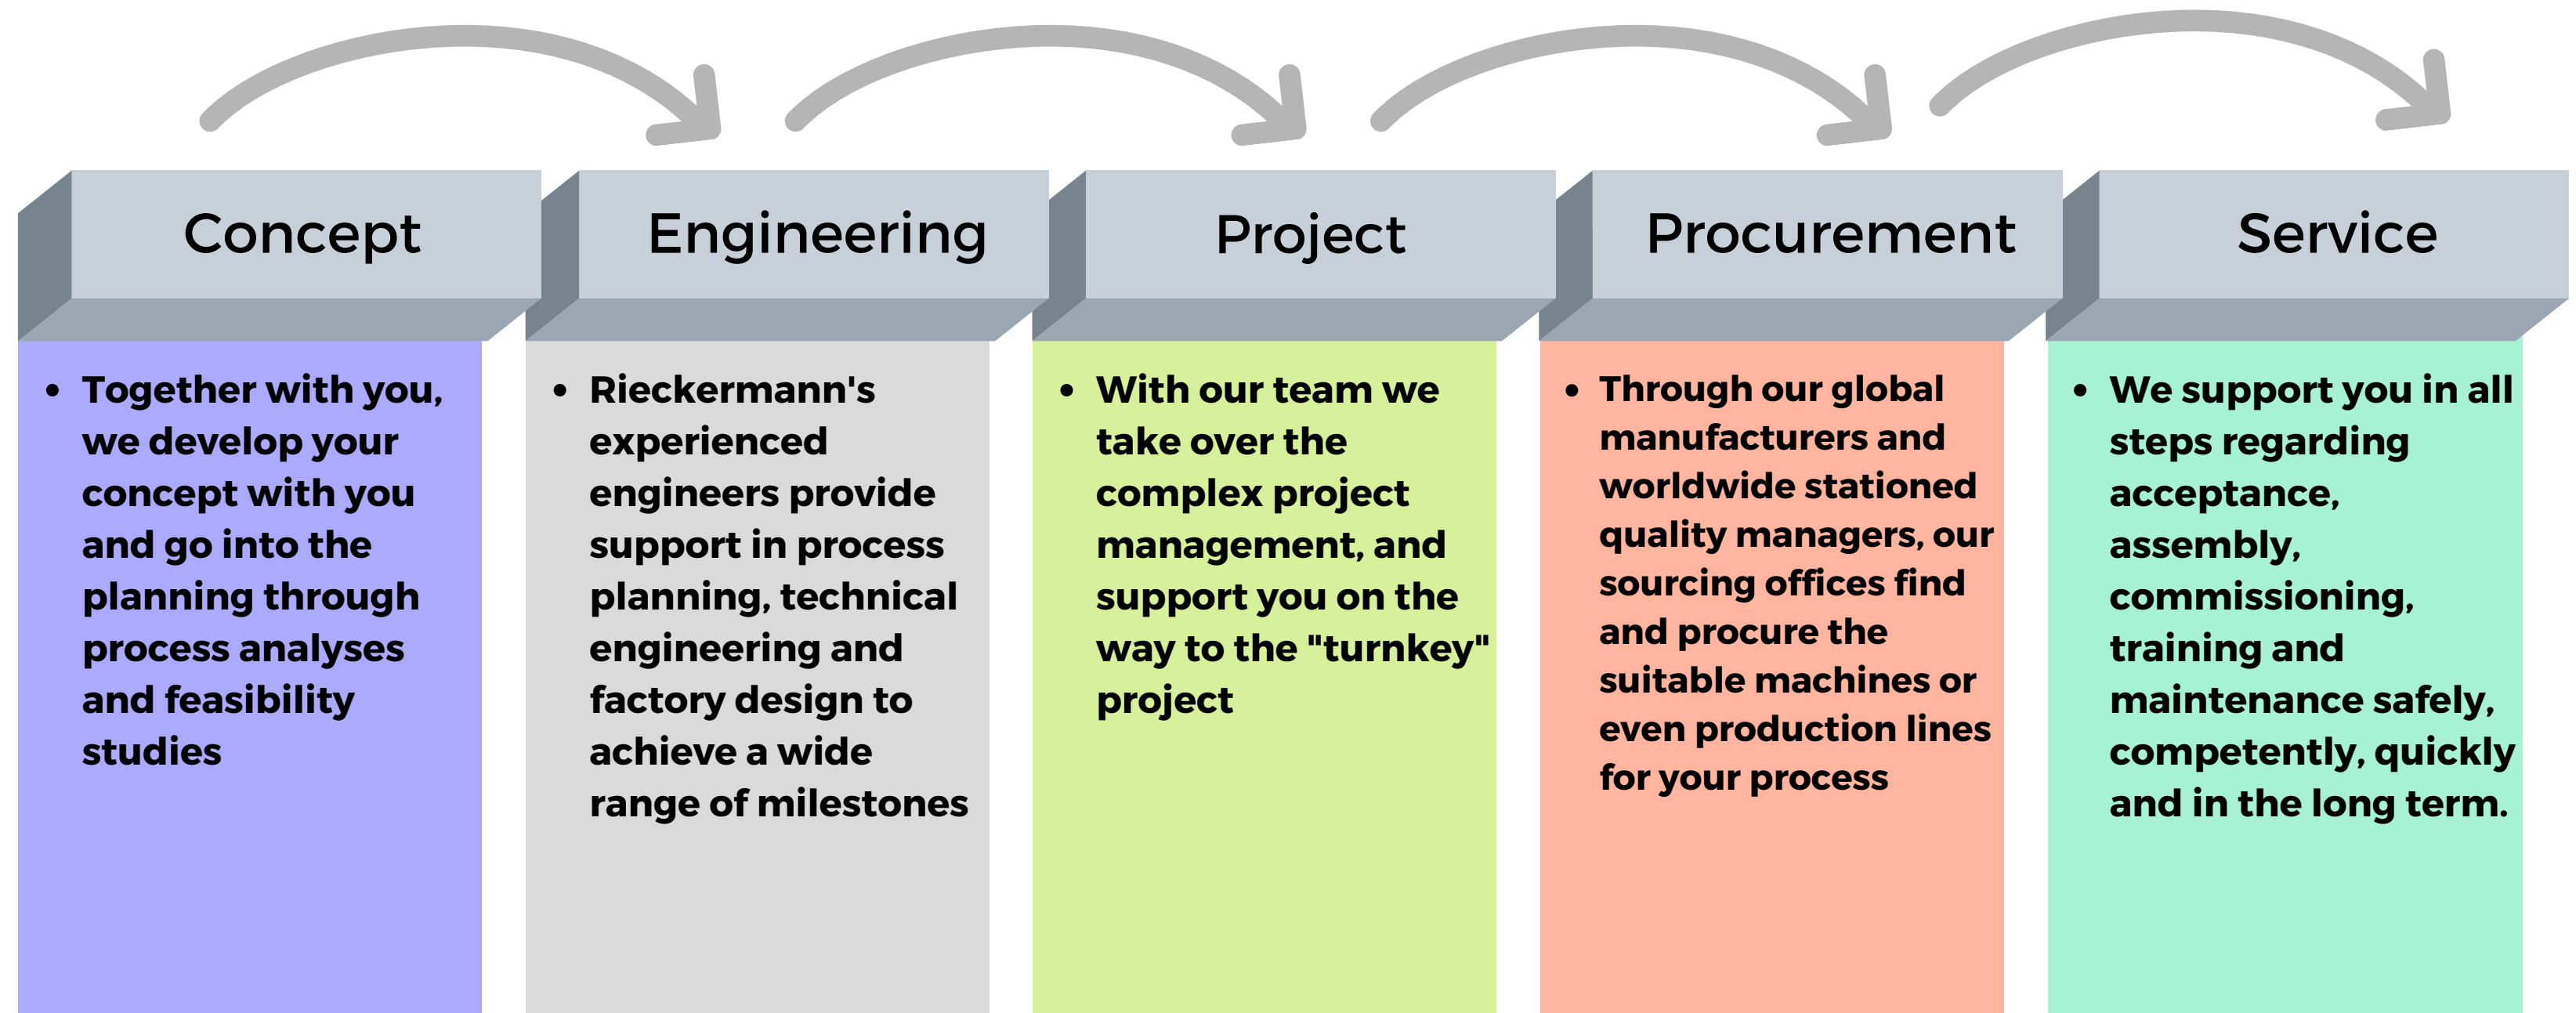 Concept
Engineering
Project
Procurement
Service
• Together with you,
we develop your
concept with you
and go into the
planning through
process analyses
and feasibility
studies
• Rieckermann's
experienced
engineers provide
support in process
planning, technical
engineering and
factory design to
achieve a wide
range of milestones
• With our team we
take over the
complex project
management, and
support you on the
way to the "turnkey"
project
• Through our global
manufacturers and
worldwide stationed
quality managers, our
sourcing offices find
and procure the
suitable machines or
even production lines
for your process
• We support you in all
steps regarding
acceptance,
assembly,
commissioning,
training and
maintenance safely,
competently, quickly
and in the long term.